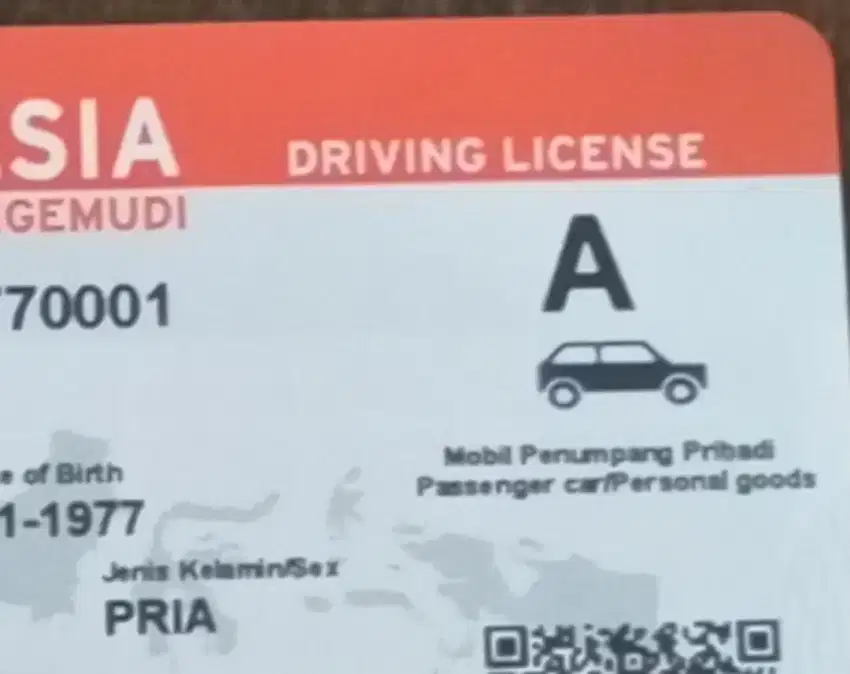 SIA
DRIVING LICENSE
GEMUDI
A
70001
Mobil Penumpang Pribadi
Passenger car/Personal goods
e of Birth
1-1977
Jenis Kelamin/Sex
PRIA